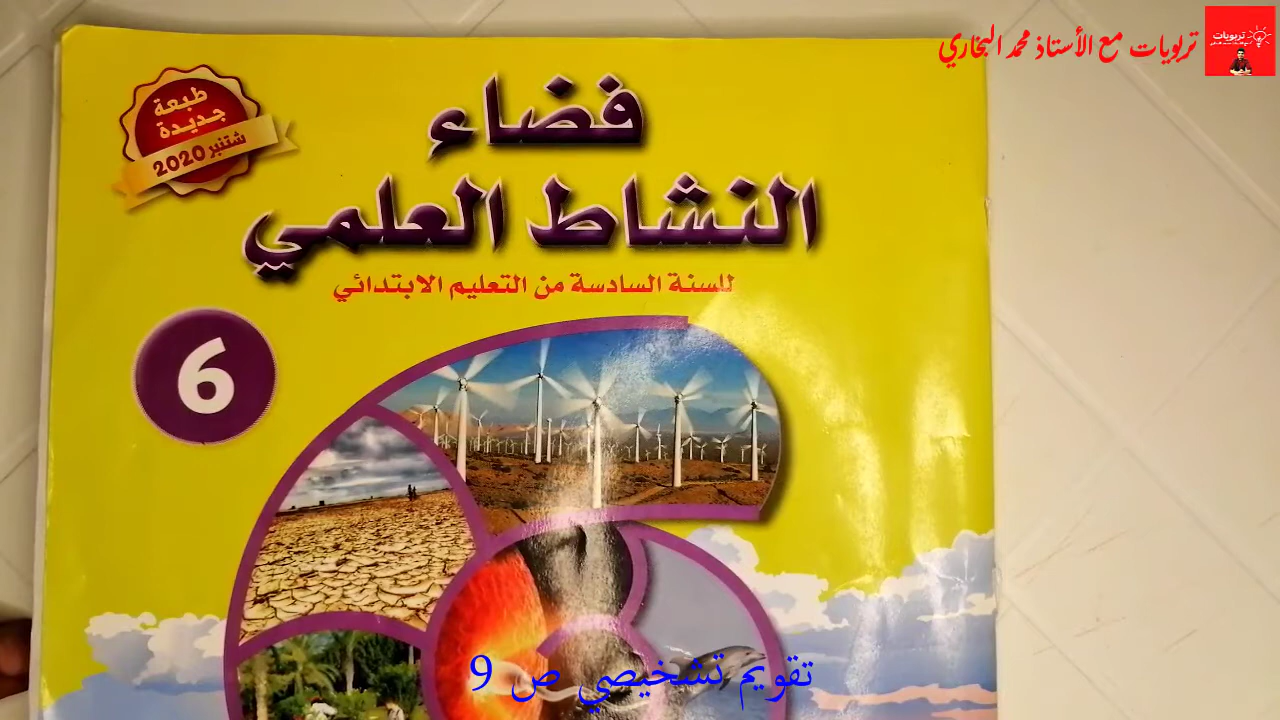 تربويات مع الأستاذ محمد البخاري
تربويات
طبعة
جديدة
شتنبر 2020
فضاء
النشاط العلمي
للسنة السادسة من التعليم الابتدائي
6
تقويم تشخيصي ص 9